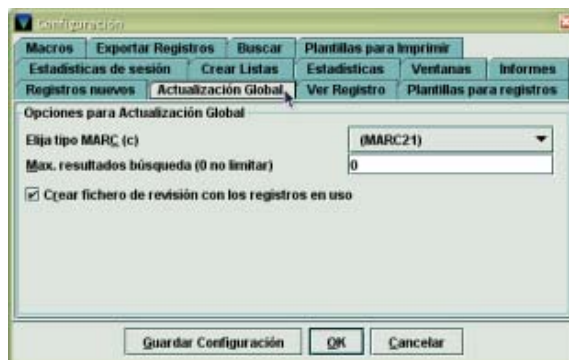 Configuración
Macros Exportar Registros Buscar Plantillas para Imprimir
Estadísticas de sesión Crear Listas Estadísticas Ventanas Informes
Registros nuevos Actualización Global Ver Registro Plantillas para registros
Opciones para Actualización Global
Elija tipo MARC (c) (MARC21)
Max. resultados búsqueda (0 no limitar) 0
Crear fichero de revisión con los registros en uso
Guardar Configuración OK Cancelar